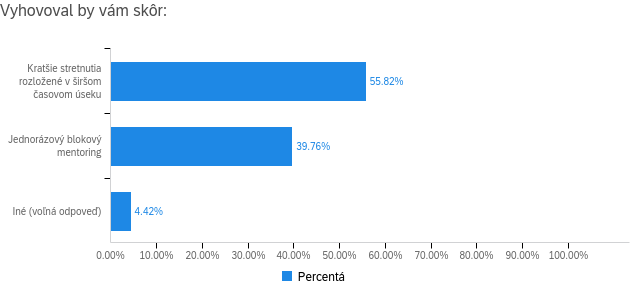 Vyhovoval by vám skôr:
Kratšie stretnutia
rozložené v širšom
časovom úseku
55.82%
Jednorázový blokový
mentoring
39.76%
Iné (voľná odpoveď)
4.42%
0.00% 10.00% 20.00% 30.00% 40.00% 50.00% 60.00% 70.00% 80.00% 90.00% 100.00%
Percentá